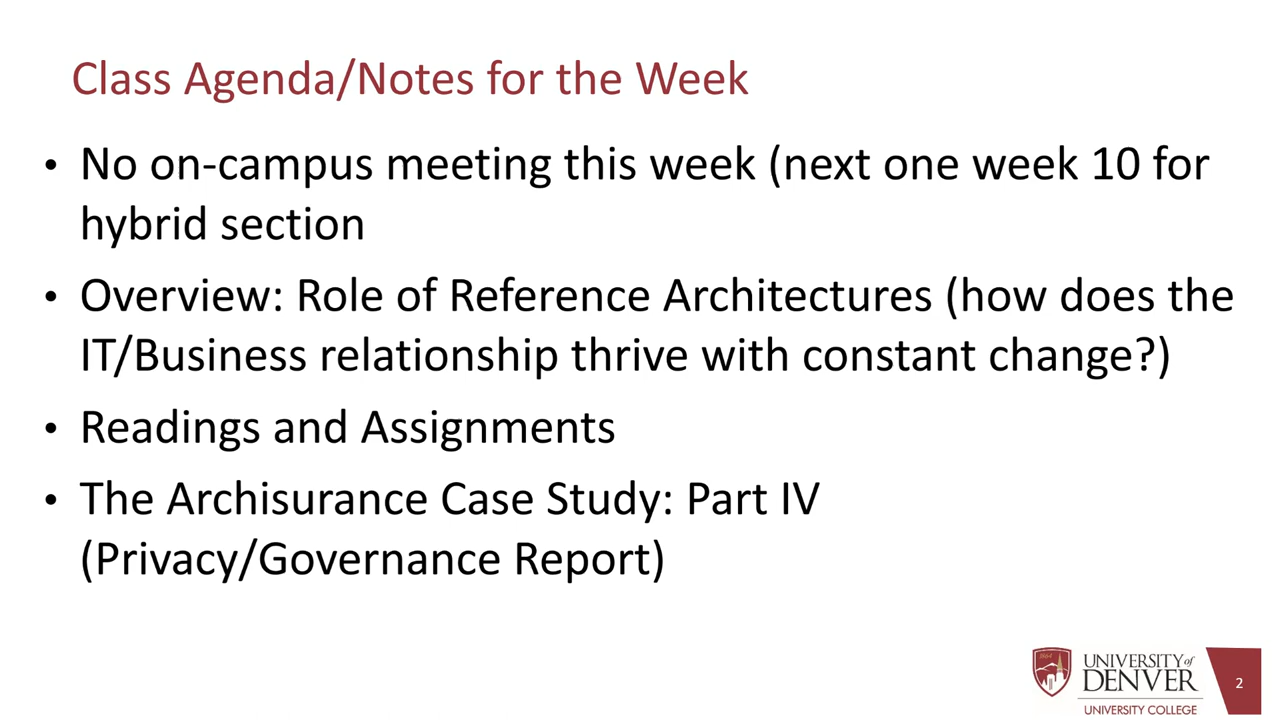 Class Agenda/Notes for the Week
• No on-campus meeting this week (next one week 10 for
hybrid section
• Overview: Role of Reference Architectures (how does the
IT/Business relationship thrive with constant change?)
• Readings and Assignments
• The Archisurance Case Study: Part IV
(Privacy/Governance Report)
UNIVERSITY of
DENVER
UNIVERSITY COLLEGE
2